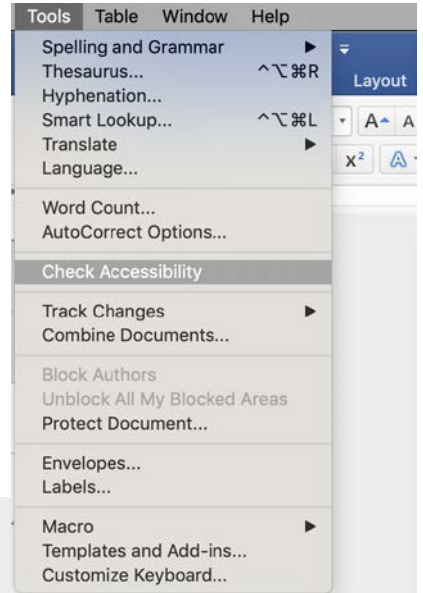 Tools Table Window Help
Spelling and Grammar ▶
Thesaurus... ^⌥⌘R
Layout
Hyphenation...
Smart Lookup... ^⌥⌘L
A A
Translate ▶
X² A
Language...
Word Count...
AutoCorrect Options...
Check Accessibility
Track Changes ▶
Combine Documents...
Block Authors
Unblock All My Blocked Areas
Protect Document...
Envelopes...
Labels...
Macro ▶
Templates and Add-ins...
Customize Keyboard...